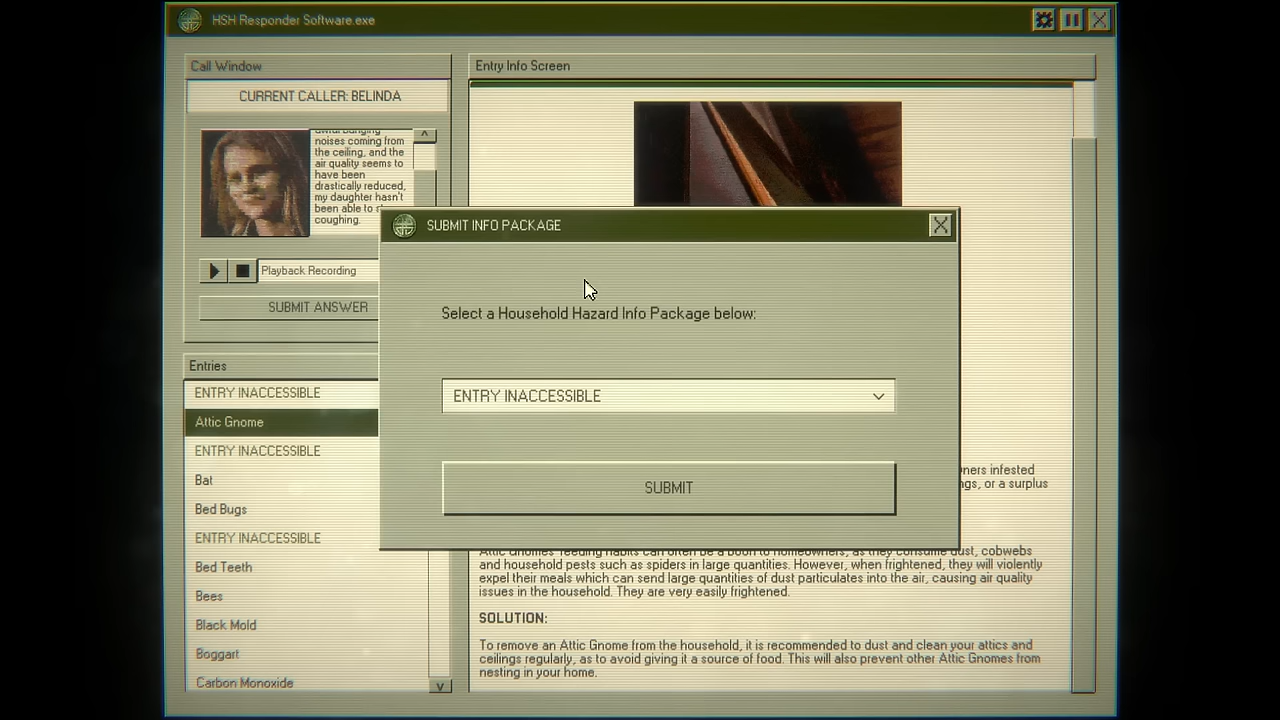 HSH Responder Software.exe
Call Window
CURRENT CALLER: BELINDA
noises coming from
the ceiling, and the
air quality seems to
have been
drastically reduced,
my daughter hasn't
been able to
coughing.
Playback Recording
SUBMIT ANSWER
Entries
ENTRY INACCESSIBLE
Attic Gnome
ENTRY INACCESSIBLE
Bat
Bed Bugs
ENTRY INACCESSIBLE
Bed Teeth
Bees
Black Mold
Boggart
Carbon Monoxide
Entry Info Screen
SUBMIT INFO PACKAGE
Select a Household Hazard Info Package below:
ENTRY INACCESSIBLE
SUBMIT
infested
or a surplus
Attic gnomes' feeding habits can often be a boon to homeowners, as they consume dust, cobwebs
and household pests such as spiders in large quantities. However, when frightened, they will violently
expel their meals which can send large quantities of dust particulates into the air, causing air quality
issues in the household. They are very easily frightened.
SOLUTION:
To remove an Attic Gnome from the household, it is recommended to dust and clean your attics and
ceilings regularly, as to avoid giving it a source of food. This will also prevent other Attic Gnomes from
nesting in your home.